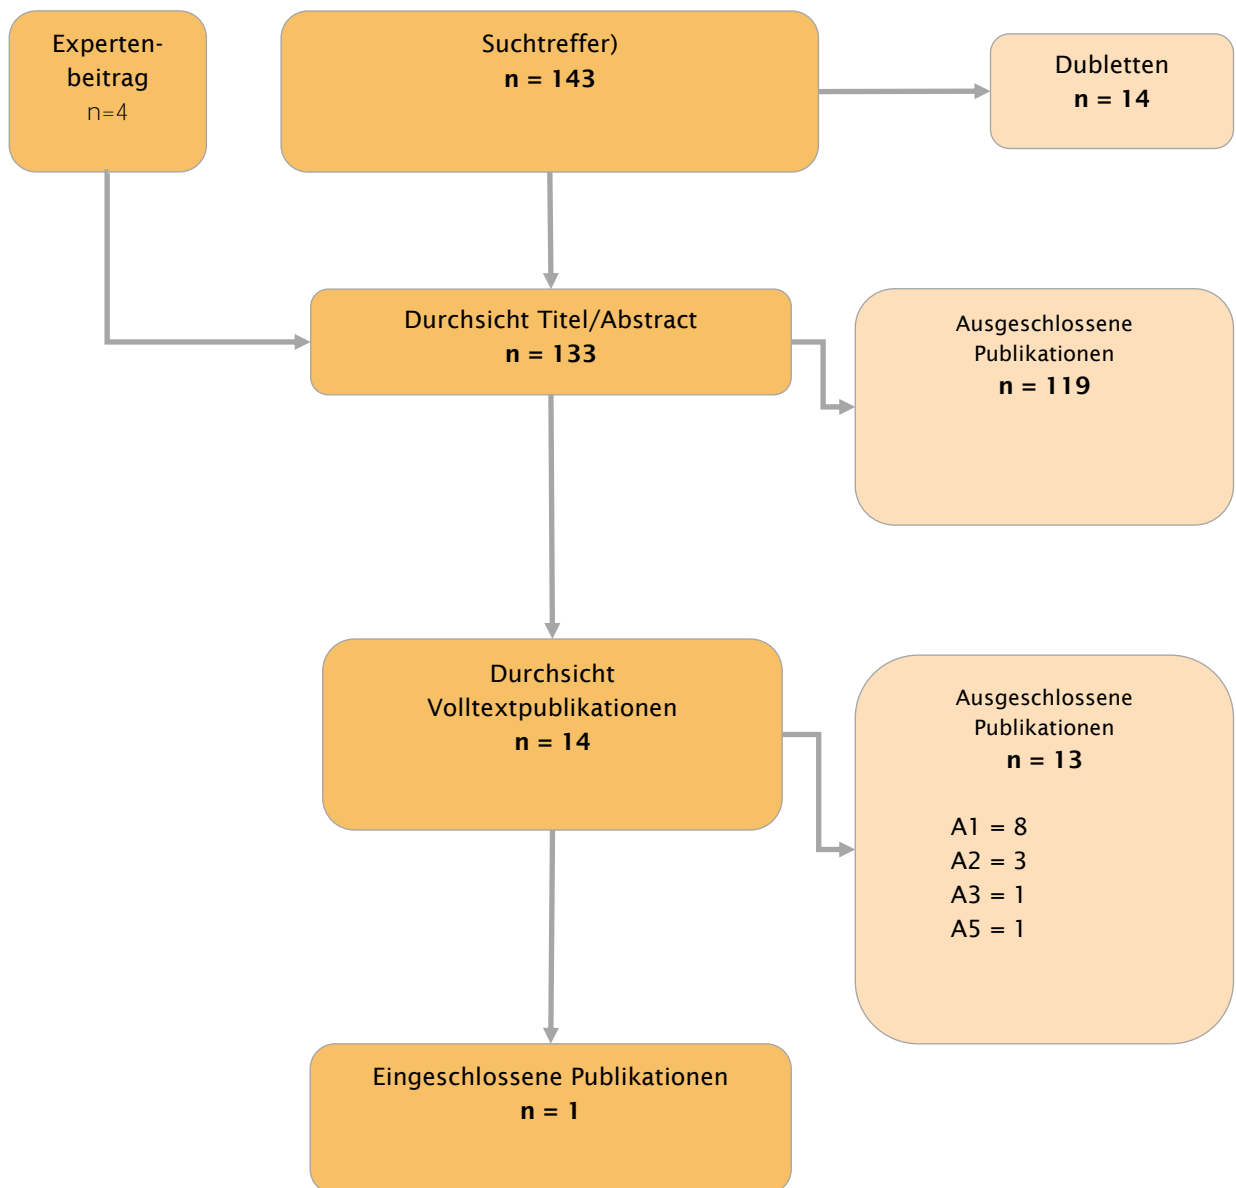 Experten-
beitrag
n=4
Suchtreffer)
n = 143
Dubletten
n = 14
Durchsicht Titel/Abstract
n = 133
Ausgeschlossene
Publikationen
n = 119
Durchsicht
Volltextpublikationen
n = 14
Ausgeschlossene
Publikationen
n = 13
A1 = 8
A2 = 3
A3 = 1
A5 = 1
Eingeschlossene Publikationen
n = 1